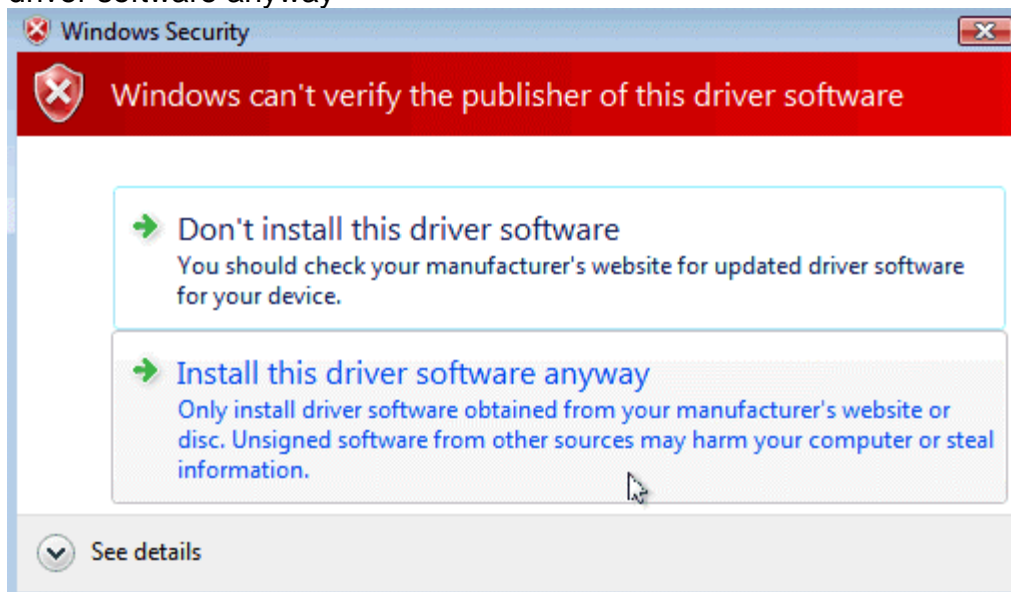 driver software anyway
Windows Security
Windows can't verify the publisher of this driver software
Don't install this driver software
You should check your manufacturer's website for updated driver software
for your device.
Install this driver software anyway
Only install driver software obtained from your manufacturer's website or
disc. Unsigned software from other sources may harm your computer or steal
information.
See details